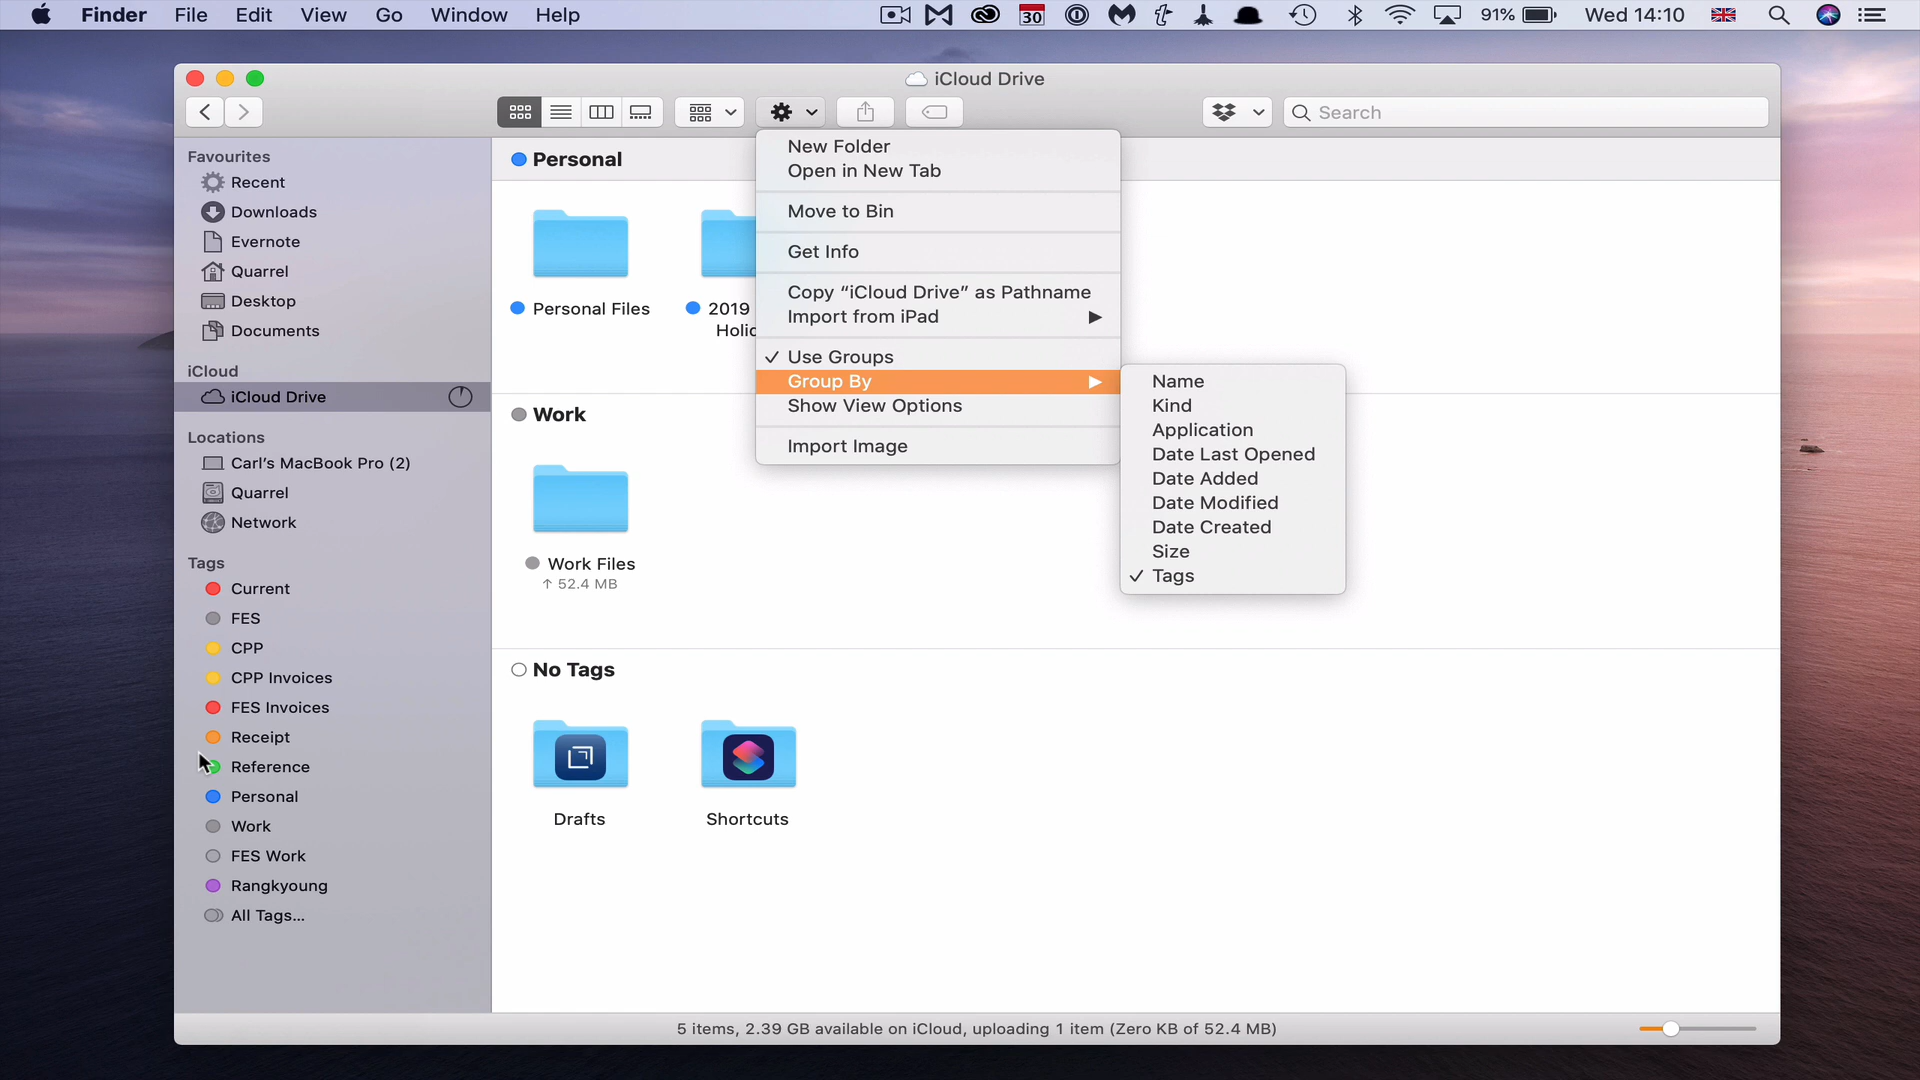 Finder File Edit View Go Window Help 30 91% Wed 14:10
iCloud Drive
Search
Favourites
Recent
Downloads
Evernote
Quarrel
Desktop
Documents
iCloud
iCloud Drive
Locations
Carl's MacBook Pro (2)
Quarrel
Network
Tags
Current
FES
CPP
CPP Invoices
FES Invoices
Receipt
Reference
Personal
Work
FES Work
Rangkyoung
All Tags...
Personal
Personal Files
2019
Holid
Work
Work Files
↑ 52.4 MB
No Tags
Drafts
Shortcuts
New Folder
Open in New Tab
Move to Bin
Get Info
Copy “iCloud Drive” as Pathname
Import from iPad
✓ Use Groups
Group By
Show View Options
Import Image
Name
Kind
Application
Date Last Opened
Date Added
Date Modified
Date Created
Size
✓ Tags
5 items, 2.39 GB available on iCloud, uploading 1 item (Zero KB of 52.4 MB)